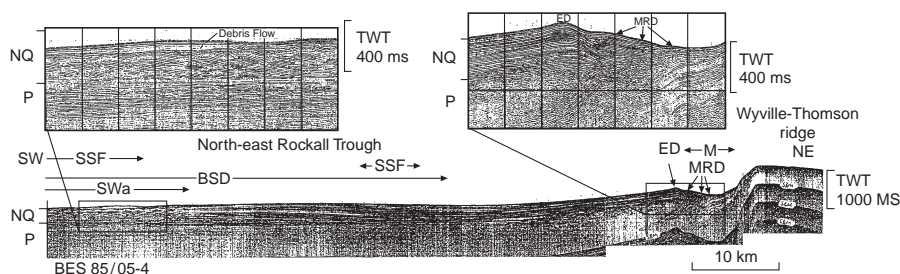 NQ
P
Debris Flow
TWT
400 ms
NQ
P
ED
MRD
TWT
400 ms
Wyville-Thomson
ridge
NE
North-east Rockall Trough
SW
SSF
SSF
BSD
SWa
ED
M
MRD
TWT
1000 MS
NQ
P
BES 85/05-4
10 km